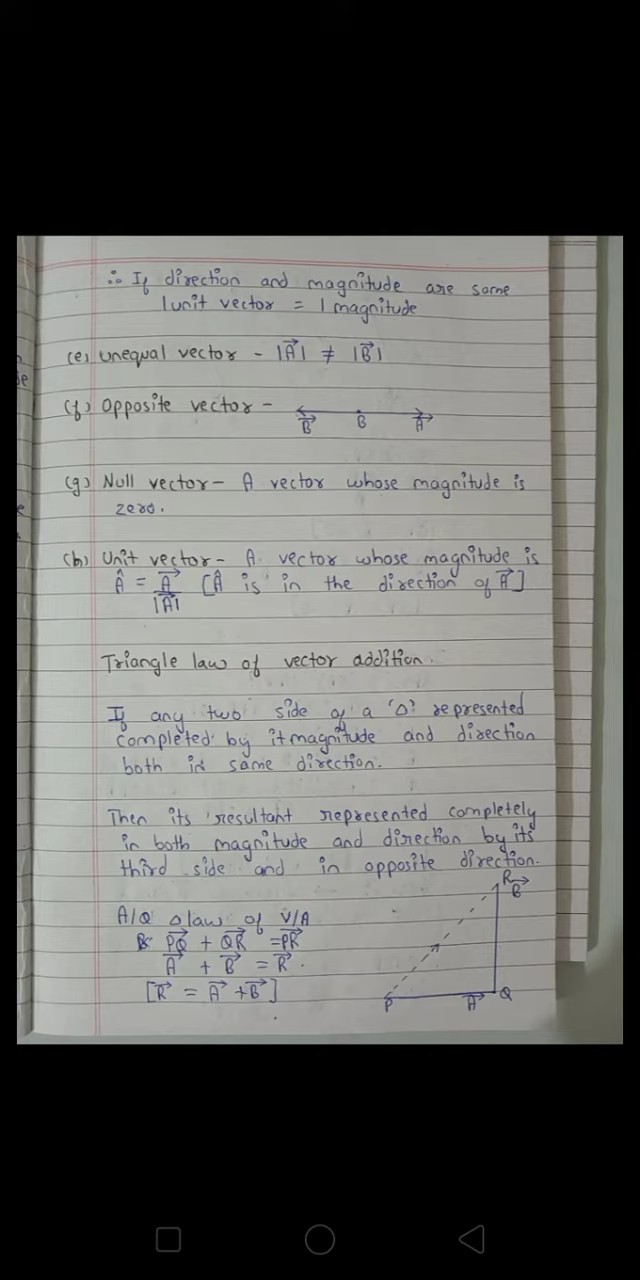 ∴ If direction and magnitude are same
1 unit vector = 1 magnitude
(e) Unequal vector - |A⃗| ≠ |B⃗|
(f) Opposite vector -
B⃗ B A⃗
(g) Null vector - A vector whose magnitude is
zero.
(h) Unit vector - A vector whose magnitude is
Â = A⃗/|A⃗| [Â is in the direction of A⃗]
Triangle law of vector addition.
If any two side of a 'Δ' represented
completed by it magnitude and direction
both in same direction.
Then its resultant represented completely
in both magnitude and direction by its
third side and in opposite direction.
A/Q Δ law of V/A
PQ⃗ + QR⃗ = PR⃗
A⃗ + B⃗ = R⃗.
[R⃗ = A⃗ + B⃗]
R B⃗
P A⃗ Q